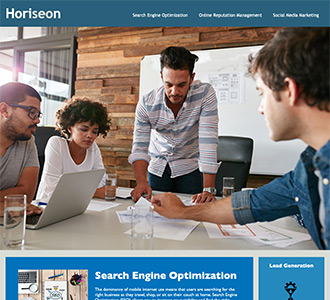 Horiseon
Search Engine Optimization
Online Reputation Management
Social Media Marketing
Search Engine Optimization
The dominance of mobile internet use means that users are searching for the
right business as they travel, shop, or sit on their couch at home. Search Engine
Lead Generation